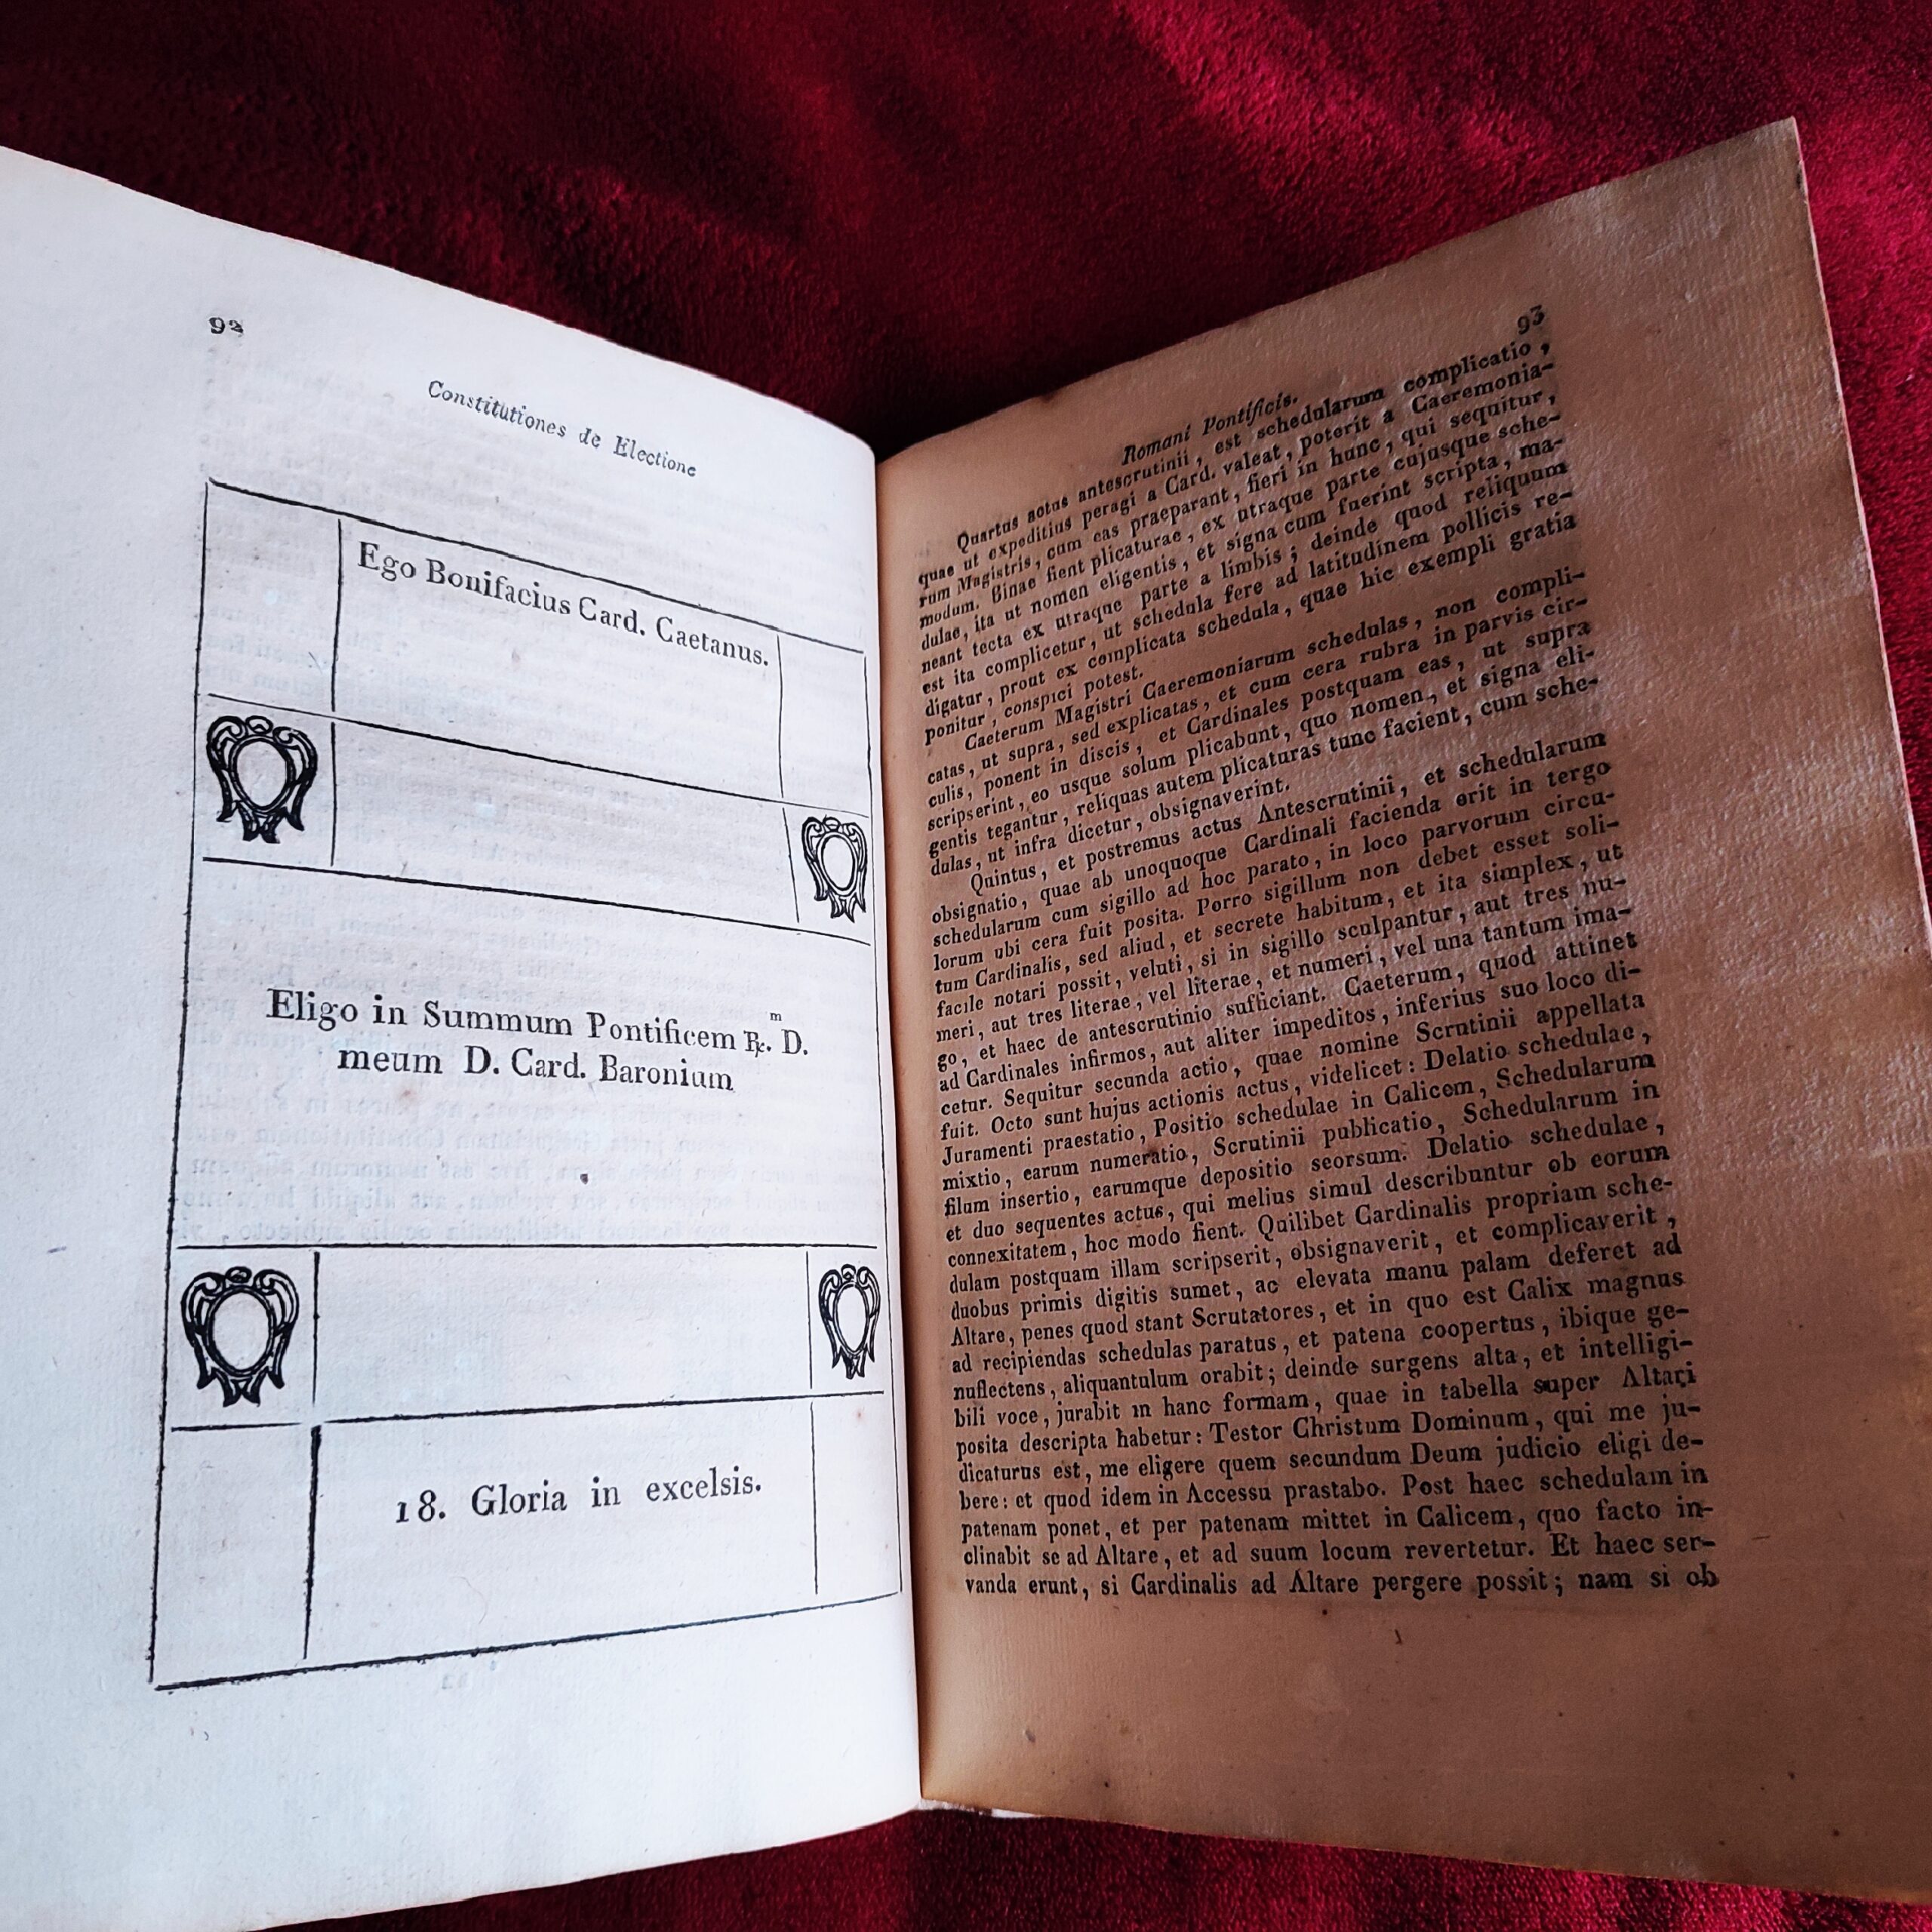 92
Constitutiones de Electione
Ego Bonifacius Card. Caetanus.
Eligo in Summum Pontificem R. m D.
meum D. Card. Baronium
18. Gloria in excelsis.
93
Romani Pontificis.
Quartus actus antescrutinii, est schedularum complicatio,
quae ut expeditius peragi a Card. valeat, poterit a Caeremonia-
rum Magistris, cum eas praeparant, fieri in hunc, qui sequitur,
modum. Binae fient plicaturae, ex utraque parte cujusque sche-
dulae, ita ut nomen eligentis, et signa cum fuerint scripta, ma-
neant tecta ex utraque parte a limbis; deinde quod reliquum
est ita complicetur, ut schedula fere ad latitudinem pollicis re-
digatur, prout ex complicata schedula, quae hic exempli gratia
ponitur, conspici potest.
Caeterum Magistri Caeremoniarum schedulas, non compli-
catas, ut supra, sed explicatas, et cum cera rubra in parvis cir-
culis, ponent in discis, et Cardinales postquam eas, ut supra
scripserint, eo usque solum plicabunt, quo nomen, et signa eli-
gentis tegantur, reliquas autem plicaturas tunc facient, cum sche-
dulas, ut infra dicetur, obsignaverint.
Quintus, et postremus actus Antescrutinii, et schedularum
obsignatio, quae ab unoquoque Cardinali facienda erit in tergo
schedularum cum sigillo ad hoc parato, in loco parvorum circu-
lorum ubi cera fuit posita. Porro sigillum non debet esset soli-
tum Cardinalis, sed aliud, et secrete habitum, et ita simplex, ut
facile notari possit, veluti, si in sigillo sculpantur, aut tres nu-
meri, aut tres literae, vel literae, et numeri, vel una tantum ima-
go, et haec de antescrutinio sufficiant. Caeterum, quod attinet
ad Cardinales infirmos, aut aliter impeditos, inferius suo loco di-
cetur. Sequitur secunda actio, quae nomine Scrutinii appellata
fuit. Octo sunt hujus actionis actus, videlicet: Delatio schedulae,
Juramenti praestatio, Positio schedulae in Calicem, Schedularum
mixtio, earum numeratio, Scrutinii publicatio, Schedularum in
filum insertio, earumque depositio seorsum. Delatio schedulae,
et duo sequentes actus, qui melius simul describuntur ob eorum
connexitatem, hoc modo fient. Quilibet Cardinalis propriam sche-
dulam postquam illam scripserit, obsignaverit, et complicaverit,
duobus primis digitis sumet, ac elevata manu palam deferet ad
Altare, penes quod stant Scrutatores, et in quo est Calix magnus
ad recipiendas schedulas paratus, et patena coopertus, ibique ge-
nuflectens, aliquantulum orabit; deinde surgens alta, et intelligi-
bili voce, jurabit in hanc formam, quae in tabella super Altari
posita descripta habetur: Testor Christum Dominum, qui me ju-
dicaturus est, me eligere quem secundum Deum judicio eligi de-
bere: et quod idem in Accessu prastabo. Post haec schedulam in
patenam ponet, et per patenam mittet in Calicem, quo facto in-
clinabit se ad Altare, et ad suum locum revertetur. Et haec ser-
vanda erunt, si Cardinalis ad Altare pergere possit; nam si ob